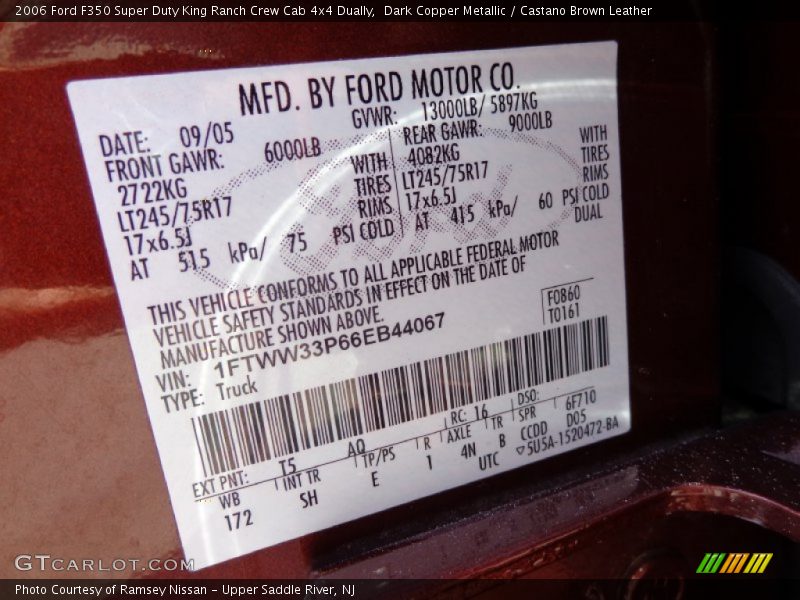 2006 Ford F350 Super Duty King Ranch Crew Cab 4x4 Dually,  Dark Copper Metallic / Castano Brown Leather
MFD. BY FORD MOTOR CO.
DATE: 09/05 GVWR: 13000LB/ 5897KG
FRONT GAWR: 6000LB REAR GAWR: 9000LB
2722KG WITH 4082KG WITH
LT245/75R17 TIRES LT245/75R17 TIRES
17x6.5J RIMS 17x6.5J RIMS
AT 515 kPa/ 75 PSI COLD AT 415 kPa/ 60 PSI COLD
DUAL
THIS VEHICLE CONFORMS TO ALL APPLICABLE FEDERAL MOTOR
VEHICLE SAFETY STANDARDS IN EFFECT ON THE DATE OF
MANUFACTURE SHOWN ABOVE.
F0860
T0161
VIN: 1FTWW33P66EB44067
TYPE: Truck
EXT PNT: T5 AQ RC: 16 DSO:
WB INT TR TP/PS R AXLE TR SPR 6F710
172 SH E 1 4N B CCDD D05
UTC 5U5A-1520472-BA
GTCARLOT.COM
Photo Courtesy of Ramsey Nissan - Upper Saddle River, NJ